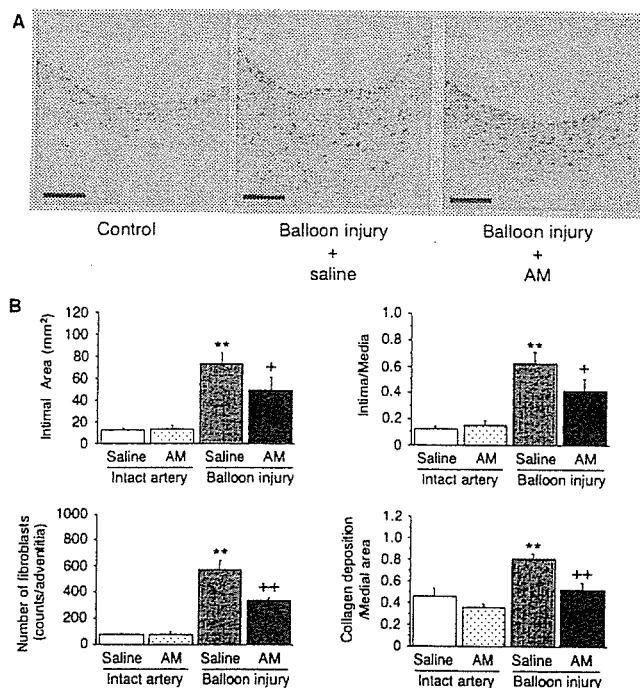 A
Control
Balloon injury
+
saline
Balloon injury
+
AM
B
Intimal Area (mm²)
120
100
80
60
40
20
0
**
+
Saline AM Saline AM
Intact artery Balloon injury
Intima/Media
1.0
0.8
0.6
0.4
0.2
0
**
+
Saline AM Saline AM
Intact artery Balloon injury
Number of fibroblasts
(counts/adventitia)
1000
800
600
400
200
0
**
++
Saline AM Saline AM
Intact artery Balloon injury
Collagen deposition
/Medial area
1.2
1.0
0.8
0.6
0.4
0.2
0
**
++
Saline AM Saline AM
Intact artery Balloon injury